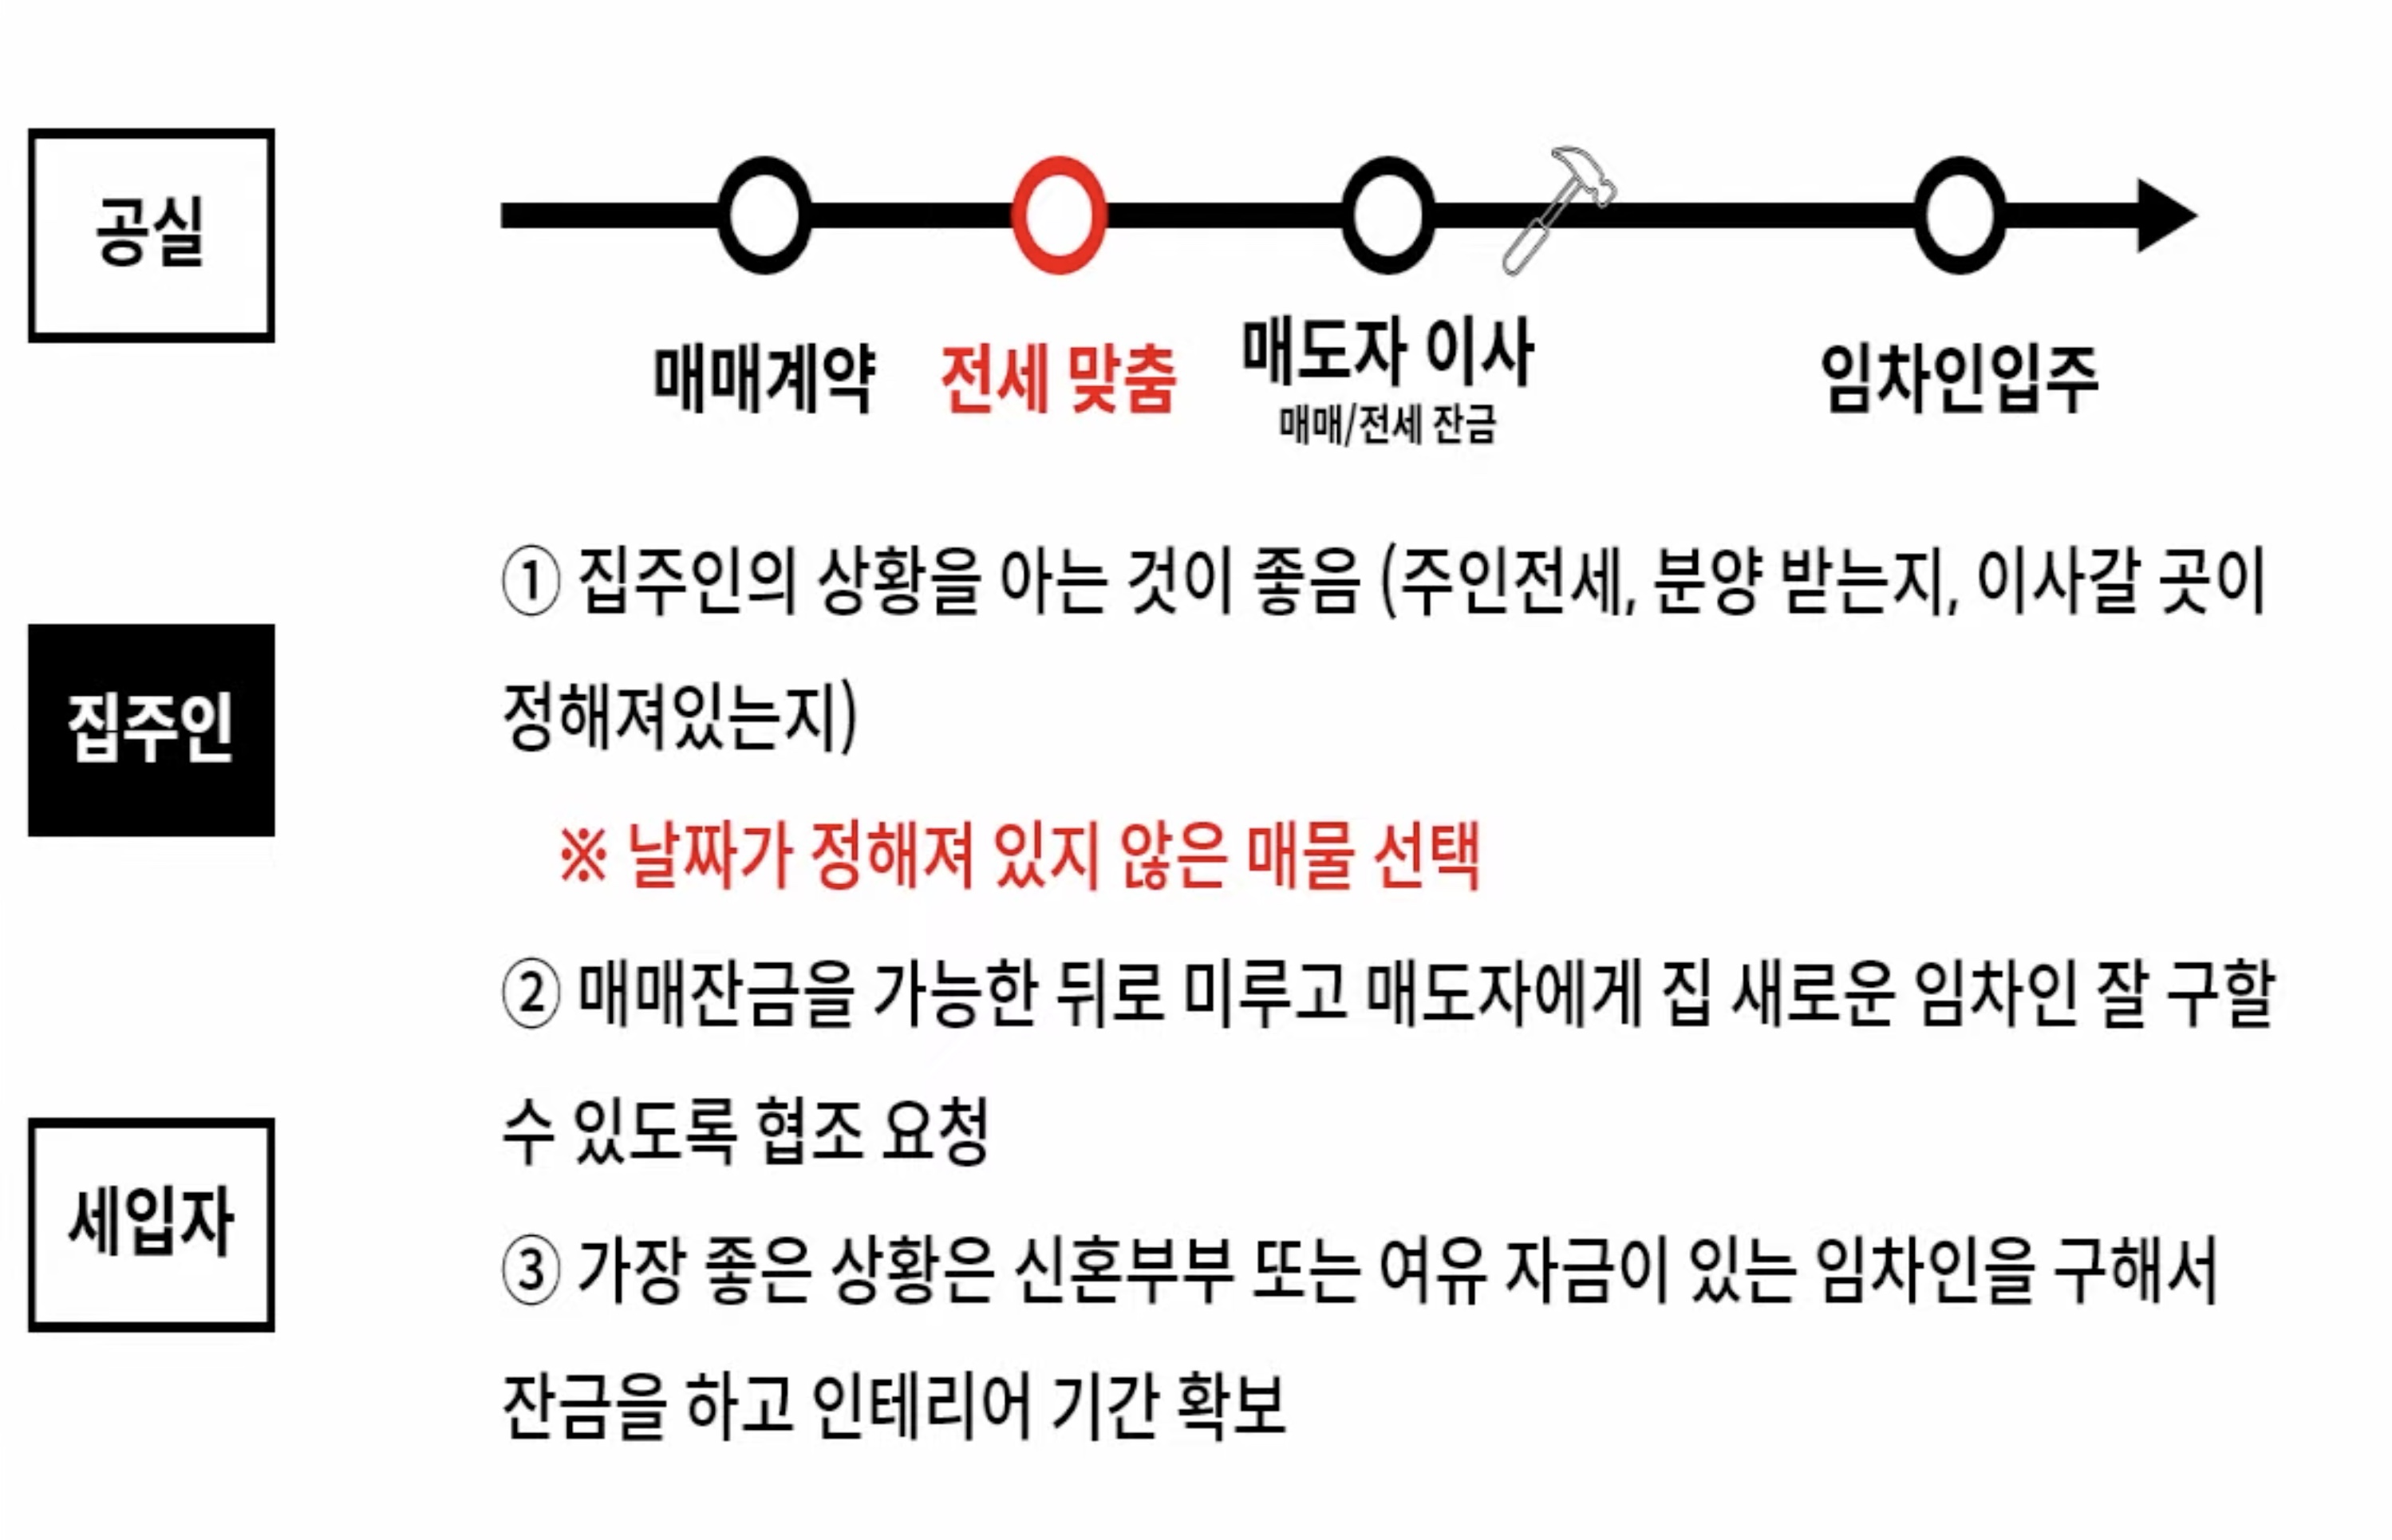 공실
매매계약
전세 맞춤
매도자 이사
매매/전세 잔금
임차인입주
집주인
① 집주인의 상황을 아는 것이 좋음 (주인전세, 분양 받는지, 이사갈 곳이
정해져있는지)
※ 날짜가 정해져 있지 않은 매물 선택
② 매매잔금을 가능한 뒤로 미루고 매도자에게 집 새로운 임차인 잘 구할
수 있도록 협조 요청
세입자
③ 가장 좋은 상황은 신혼부부 또는 여유 자금이 있는 임차인을 구해서
잔금을 하고 인테리어 기간 확보